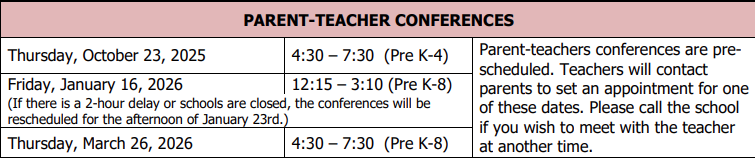 PARENT-TEACHER CONFERENCES
Thursday, October 23, 2025
4:30 – 7:30 (Pre K-4)
Friday, January 16, 2026
12:15 – 3:10 (Pre K-8)
(If there is a 2-hour delay or schools are closed, the conferences will be
rescheduled for the afternoon of January 23rd.)
Thursday, March 26, 2026
4:30 – 7:30 (Pre K-8)
Parent-teachers conferences are pre-
scheduled. Teachers will contact
parents to set an appointment for one
of these dates. Please call the school
if you wish to meet with the teacher
at another time.